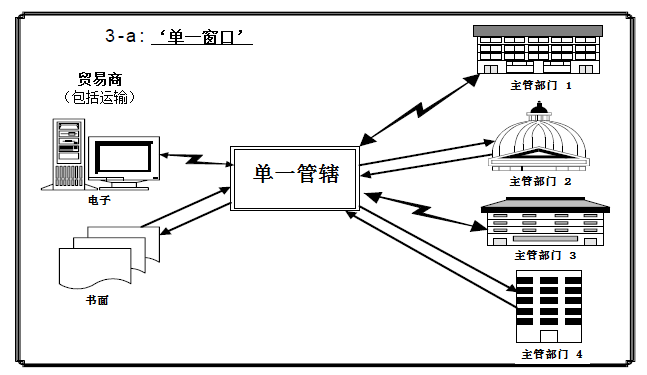 3-a: ‘单一窗口’
贸易商
（包括运输）
电子
书面
单一管辖
主管部门 1
主管部门 2
主管部门 3
主管部门 4